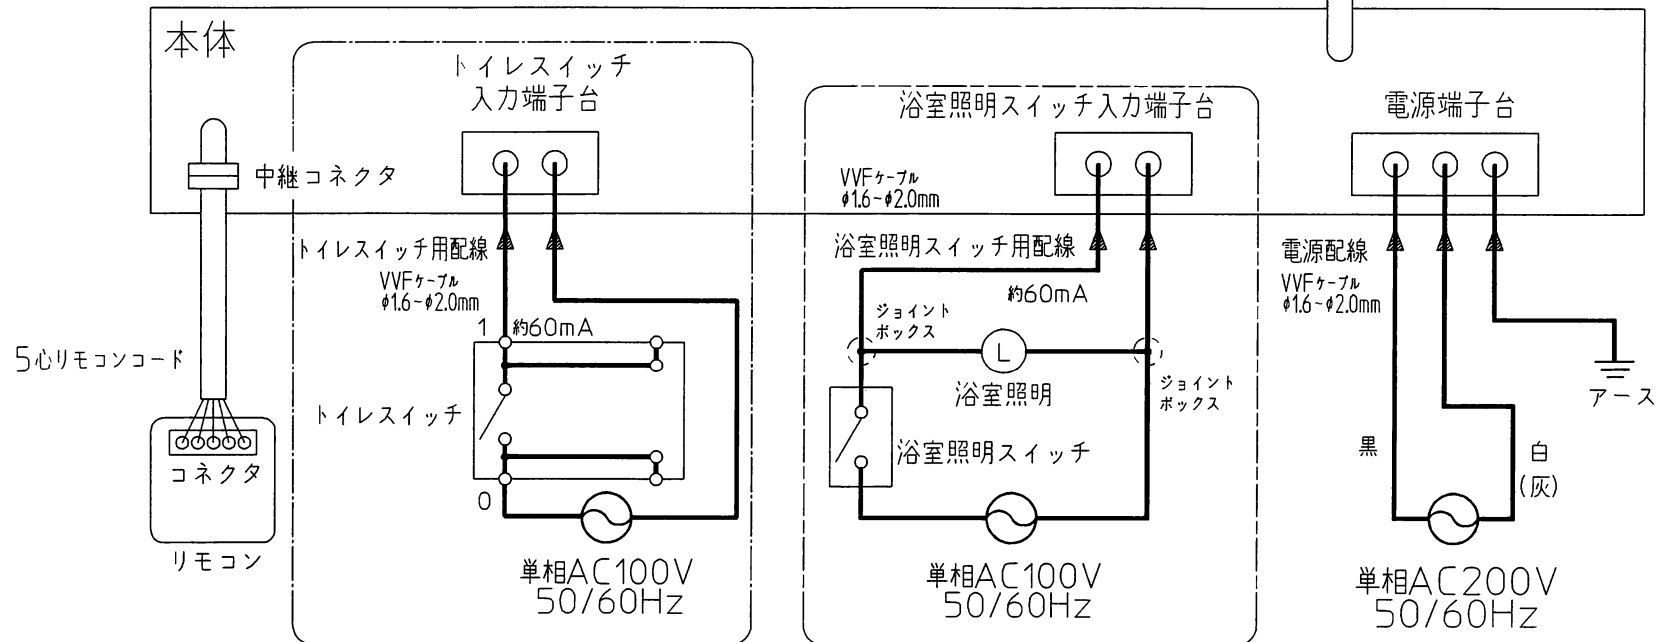 本体
トイレスイッチ
入力端子台
浴室照明スイッチ入力端子台
電源端子台
中継コネクタ
VVFケーブル
φ1.6~φ2.0mm
トイレスイッチ用配線
VVFケーブル
φ1.6~φ2.0mm
浴室照明スイッチ用配線
電源配線
VVFケーブル
φ1.6~φ2.0mm
約60mA
1
約60mA
ジョイント
ボックス
5心リモコンコード
L
浴室照明
ジョイント
ボックス
アース
トイレスイッチ
浴室照明スイッチ
黒
白
(灰)
コネクタ
0
リモコン
単相AC100V
50/60Hz
単相AC100V
50/60Hz
単相AC200V
50/60Hz